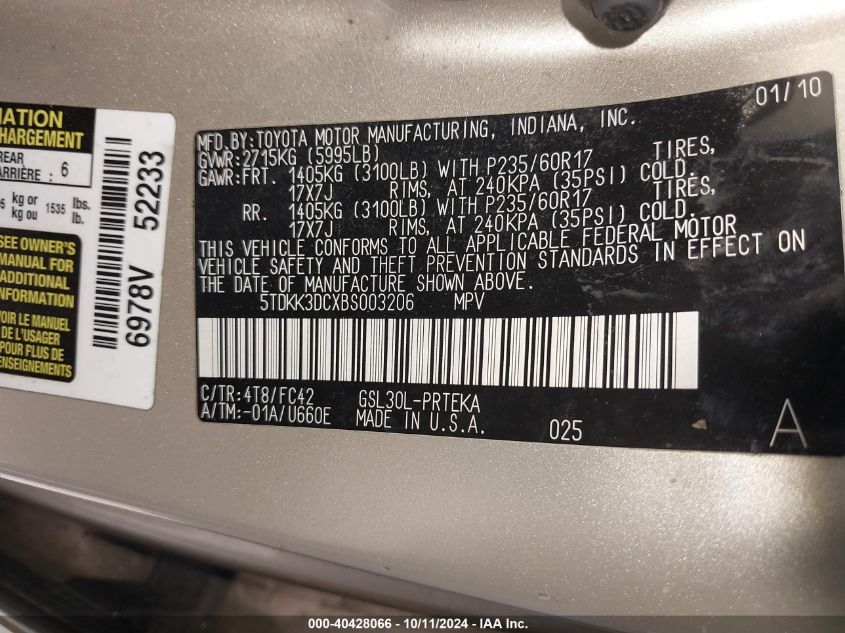 ATION
CHARGEMENT
REAR
ARRIÈRE : 6
kg or 1535 lbs.
kg ou lb.
SEE OWNER'S
MANUAL FOR
ADDITIONAL
INFORMATION
VOIR LE MANUEL
DE L'USAGER
POUR PLUS DE
RENSEIGNEMENTS
6978V 52233
01/10
MFD. BY: TOYOTA MOTOR MANUFACTURING, INDIANA, INC.
GVWR: 2715KG (5995LB)
GAWR: FRT. 1405KG (3100LB) WITH P235/60R17 TIRES,
17X7J RIMS, AT 240KPA (35PSI) COLD.
RR. 1405KG (3100LB) WITH P235/60R17 TIRES,
17X7J RIMS, AT 240KPA (35PSI) COLD.
THIS VEHICLE CONFORMS TO ALL APPLICABLE FEDERAL MOTOR
VEHICLE SAFETY AND THEFT PREVENTION STANDARDS IN EFFECT ON
THE DATE OF MANUFACTURE SHOWN ABOVE.
5TDKK3DCXBS003206 MPV
C/TR: 4T8/FC42 GSL30L-PRTEKA
A/TM: -01A/U660E MADE IN U.S.A. 025
A
000-40428066 - 10/11/2024 - IAA Inc.